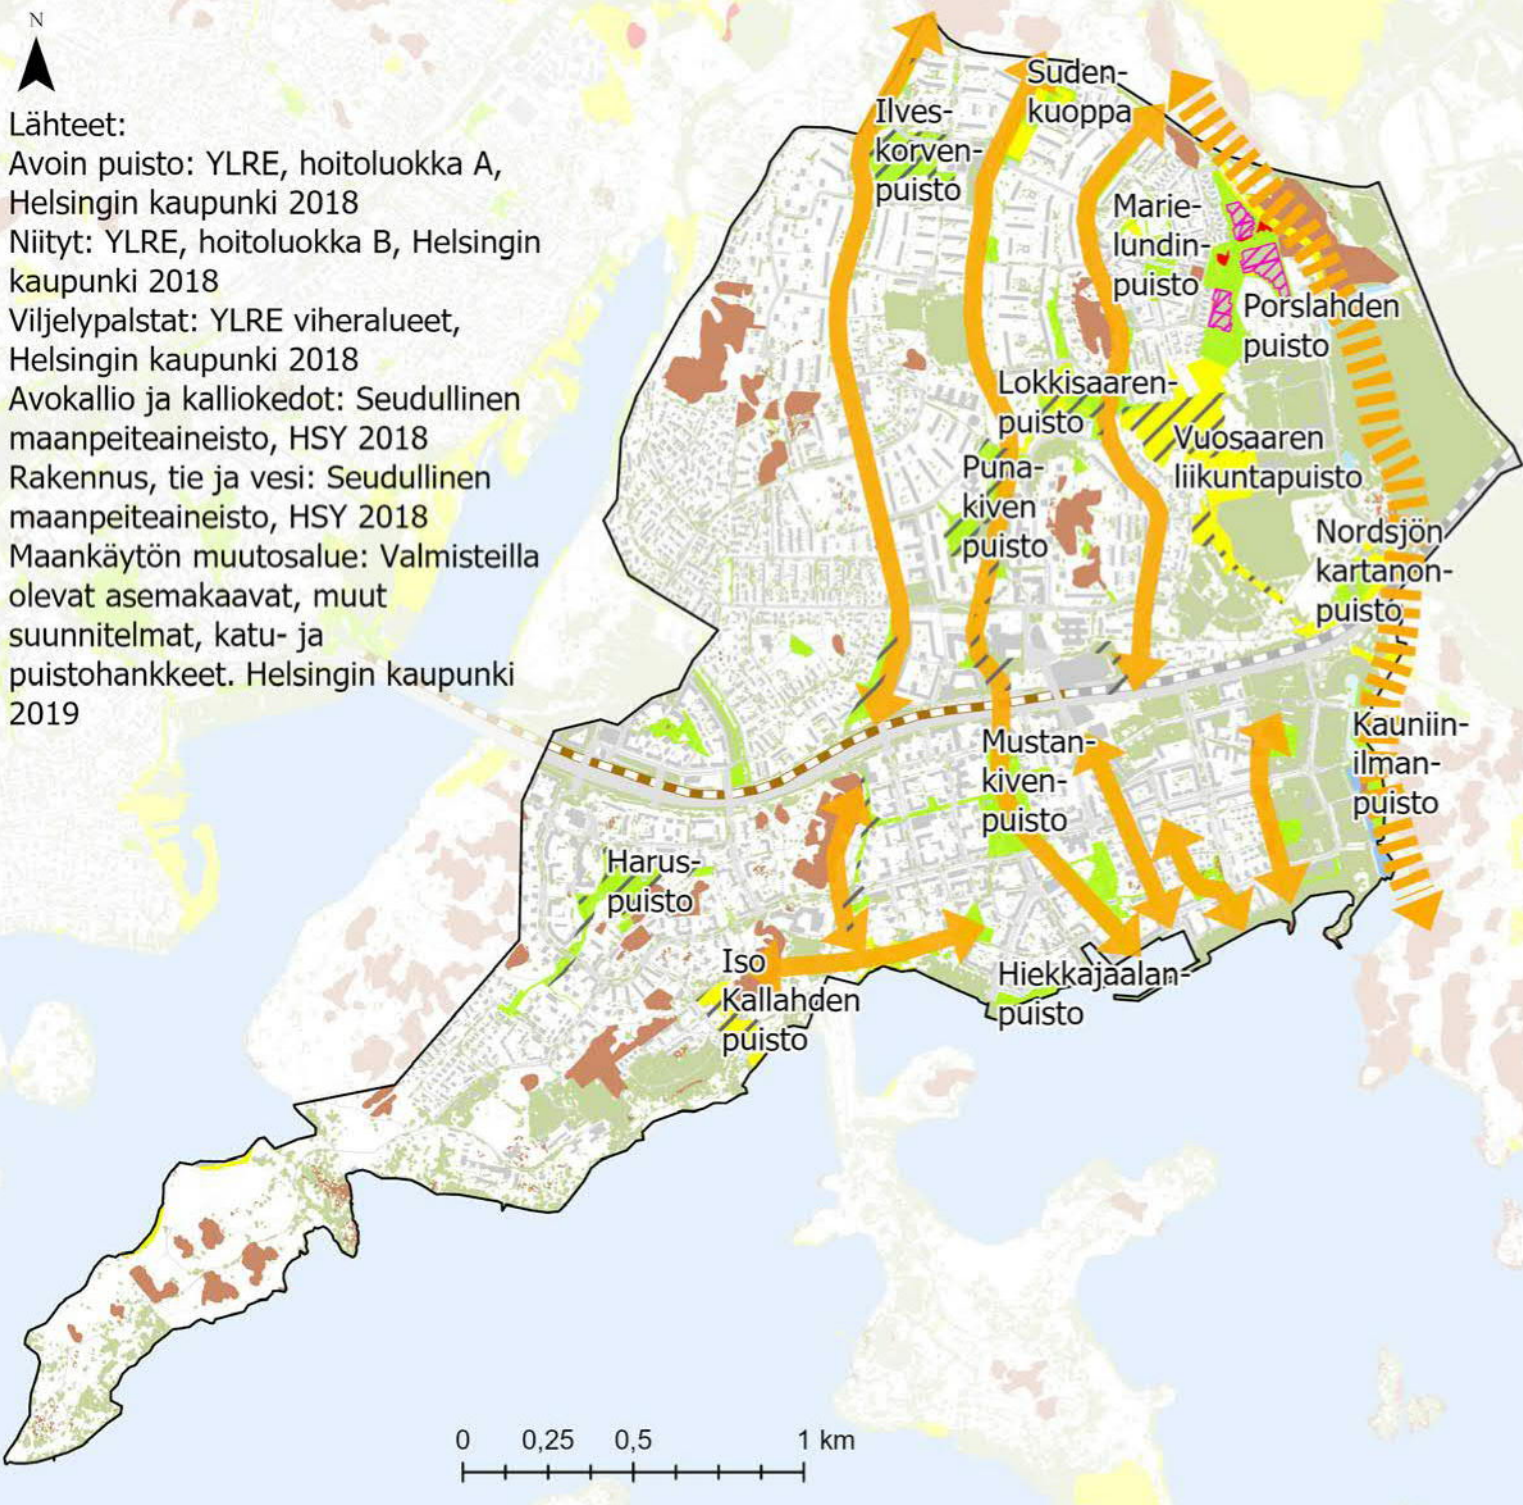 N
Lähteet:
Avoin puisto: YLRE, hoitoluokka A,
Helsingin kaupunki 2018
Niityt: YLRE, hoitoluokka B, Helsingin
kaupunki 2018
Viljelypalstat: YLRE viheralueet,
Helsingin kaupunki 2018
Avokallio ja kalliokedot: Seudullinen
maanpeiteaineisto, HSY 2018
Rakennus, tie ja vesi: Seudullinen
maanpeiteaineisto, HSY 2018
Maankäytön muutosalue: Valmisteilla
olevat asemakaavat, muut
suunnitelmat, katu- ja
puistohankkeet. Helsingin kaupunki
2019
Suden-
kuoppa
Ilves-
korven-
puisto
Marie-
lundin-
puisto
Porslahden
puisto
Lokkisaaren-
puisto
Vuosaaren
liikuntapuisto
Puna-
kiven
puisto
Nordsjön
kartanon-
puisto
Mustan-
kiven-
puisto
Kauniin-
ilman-
puisto
Harus-
puisto
Iso
Kallahden
puisto
Hiekkajaalan-
puisto
0 0,25 0,5 1 km